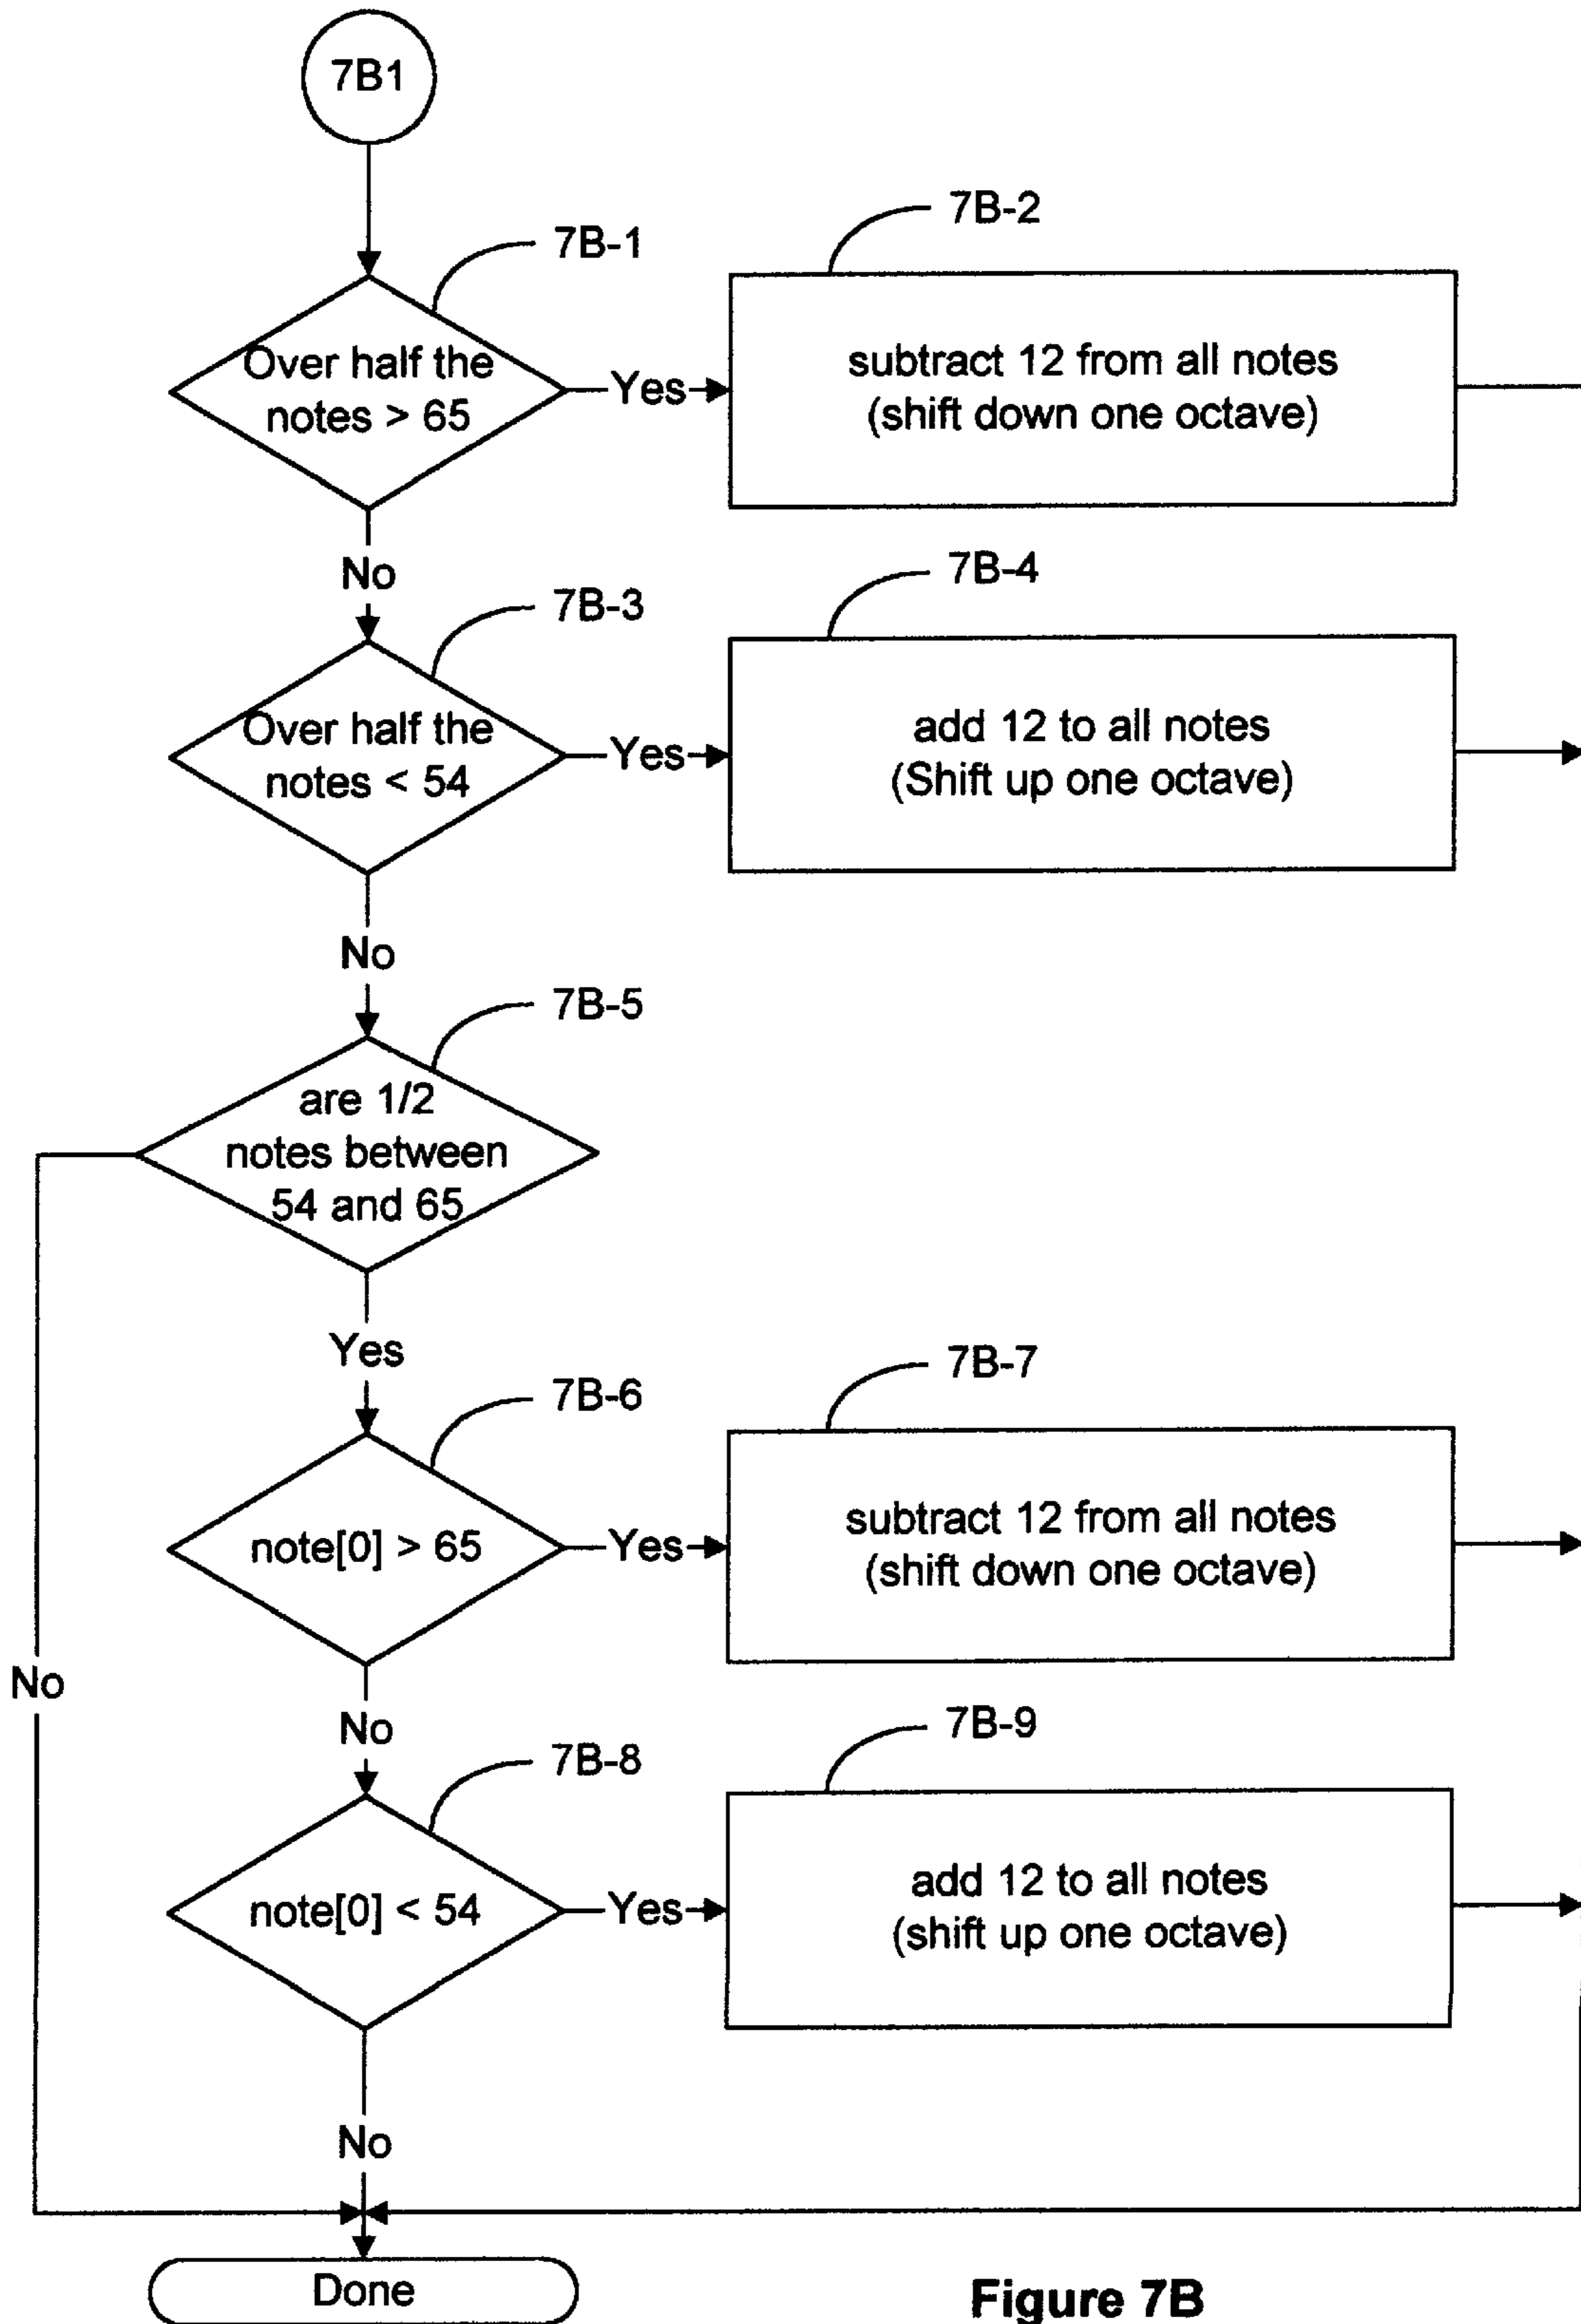 7B1
7B-1
7B-2
Over half the
notes > 65
Yes
subtract 12 from all notes
(shift down one octave)
No
7B-3
7B-4
Over half the
notes < 54
Yes
add 12 to all notes
(Shift up one octave)
No
7B-5
are 1/2
notes between
54 and 65
Yes
No
7B-6
7B-7
note[0] > 65
Yes
subtract 12 from all notes
(shift down one octave)
No
7B-8
7B-9
note[0] < 54
Yes
add 12 to all notes
(shift up one octave)
No
Done
Figure 7B